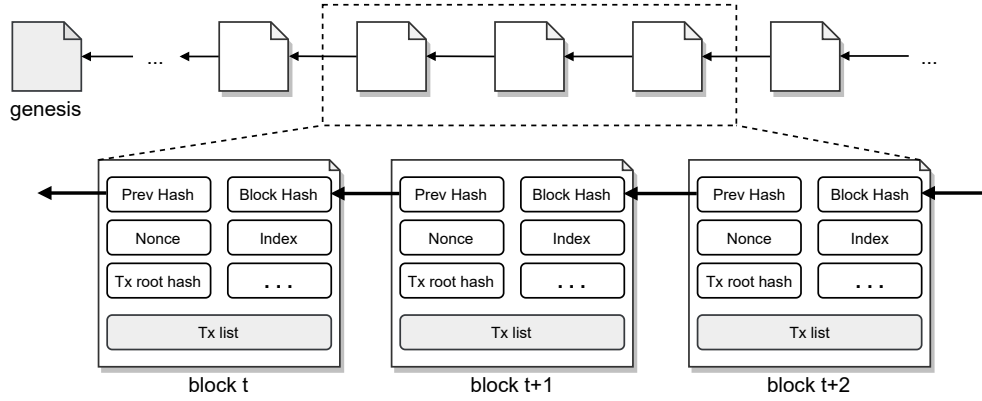 ... ...
genesis
Prev Hash Block Hash Prev Hash Block Hash Prev Hash Block Hash
Nonce Index Nonce Index Nonce Index
Tx root hash . . . Tx root hash . . . Tx root hash . . .
Tx list Tx list Tx list
block t block t+1 block t+2